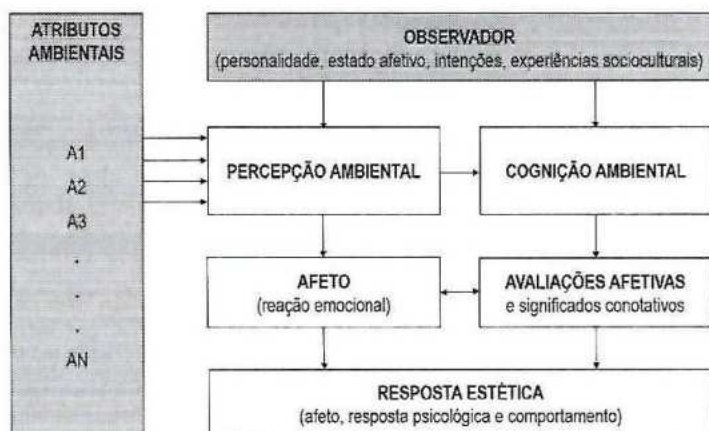 ATRIBUTOS
AMBIENTAIS
A1
A2
A3
.
.
.
AN
OBSERVADOR
(personalidade, estado afetivo, intenções, experiências socioculturais)
PERCEPÇÃO AMBIENTAL
COGNIÇÃO AMBIENTAL
AFETO
(reação emocional)
AVALIAÇÕES AFETIVAS
e significados conotativos
RESPOSTA ESTÉTICA
(afeto, resposta psicológica e comportamento)